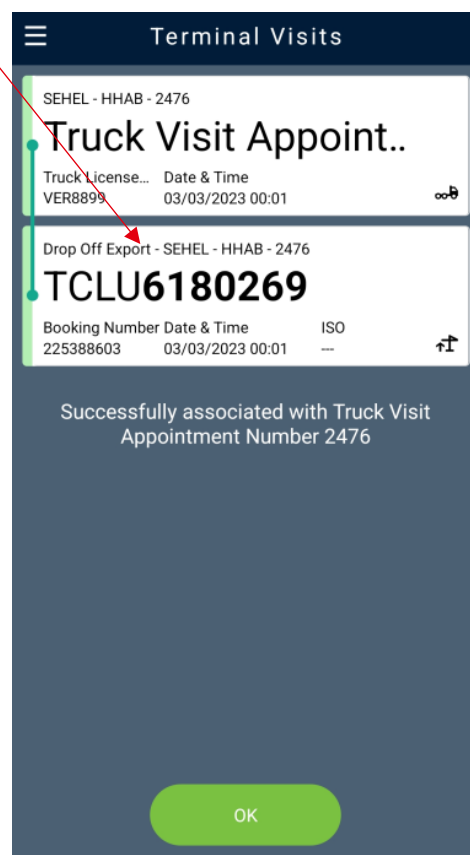 Terminal Visits
SEHEL - HHAB - 2476
Truck Visit Appoint..
Truck License... Date & Time
VER8899 03/03/2023 00:01
Drop Off Export - SEHEL - HHAB - 2476
TCLU6180269
Booking Number Date & Time ISO
225388603 03/03/2023 00:01 ---
Successfully associated with Truck Visit
Appointment Number 2476
OK